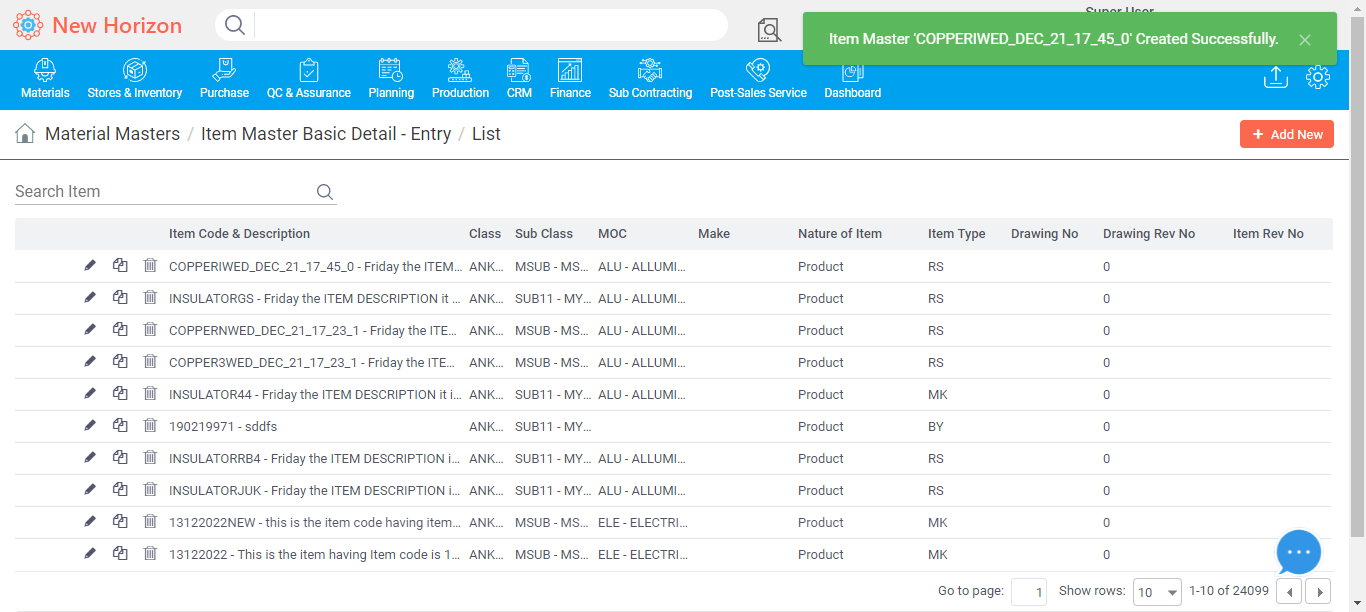 New Horizon
Super User
Item Master 'COPPERIWED_DEC_21_17_45_0' Created Successfully.
Materials Stores & Inventory Purchase QC & Assurance Planning Production CRM Finance Sub Contracting Post-Sales Service Dashboard
Material Masters / Item Master Basic Detail - Entry / List
+ Add New
Search Item
Item Code & Description Class Sub Class MOC Make Nature of Item Item Type Drawing No Drawing Rev No Item Rev No
COPPERIWED_DEC_21_17_45_0 - Friday the ITEM... ANK... MSUB - MS... ALU - ALLUMI... Product RS 0
INSULATORGS - Friday the ITEM DESCRIPTION it ... ANK... SUB11 - MY... ALU - ALLUMI... Product RS 0
COPPERNWED_DEC_21_17_23_1 - Friday the ITE... ANK... MSUB - MS... ALU - ALLUMI... Product RS 0
COPPER3WED_DEC_21_17_23_1 - Friday the ITE... ANK... MSUB - MS... ALU - ALLUMI... Product RS 0
INSULATOR44 - Friday the ITEM DESCRIPTION it i... ANK... SUB11 - MY... ALU - ALLUMI... Product MK 0
190219971 - sddfs ANK... SUB11 - MY... Product BY 0
INSULATORRB4 - Friday the ITEM DESCRIPTION i... ANK... SUB11 - MY... ALU - ALLUMI... Product RS 0
INSULATORJUK - Friday the ITEM DESCRIPTION i... ANK... SUB11 - MY... ALU - ALLUMI... Product RS 0
13122022NEW - this is the item code having item... ANK... MSUB - MS... ELE - ELECTRI... Product MK 0
13122022 - This is the item having Item code is 1... ANK... MSUB - MS... ELE - ELECTRI... Product MK 0
Go to page: 1 Show rows: 10 1-10 of 24099